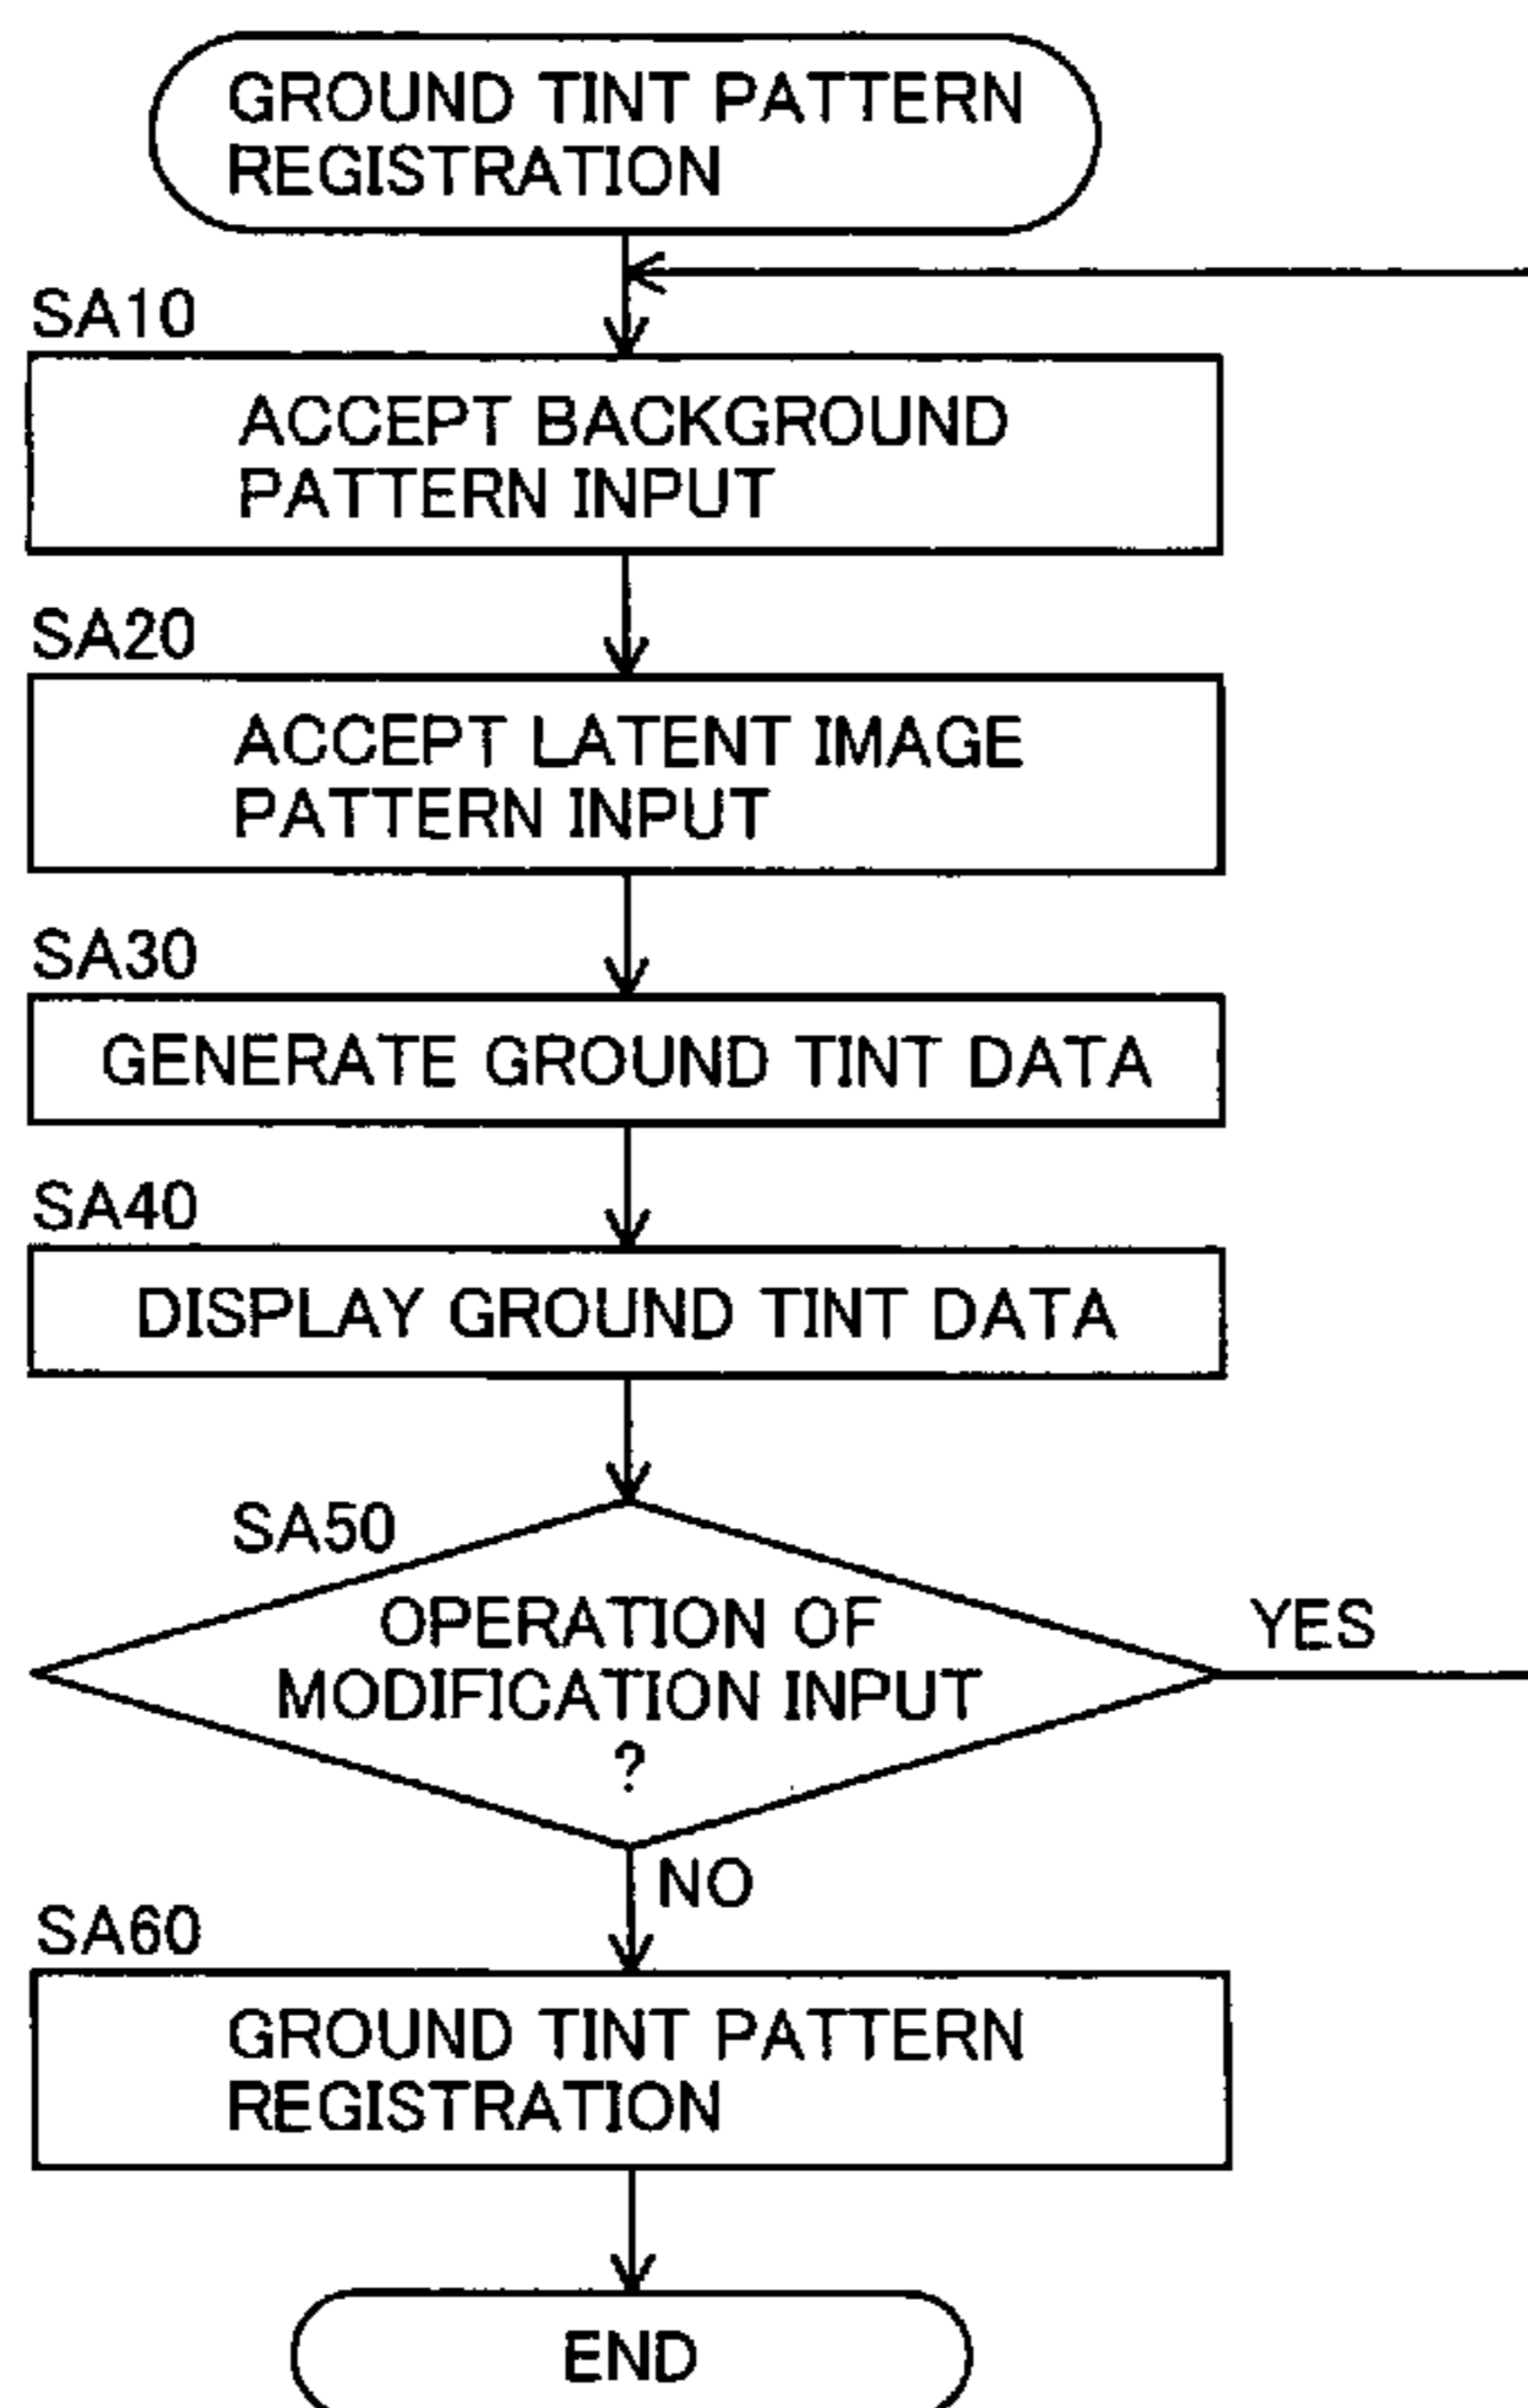 GROUND TINT PATTERN
REGISTRATION
SA10
ACCEPT BACKGROUND
PATTERN INPUT
SA20
ACCEPT LATENT IMAGE
PATTERN INPUT
SA30
GENERATE GROUND TINT DATA
SA40
DISPLAY GROUND TINT DATA
SA50
OPERATION OF
MODIFICATION INPUT
?
YES
NO
SA60
GROUND TINT PATTERN
REGISTRATION
END